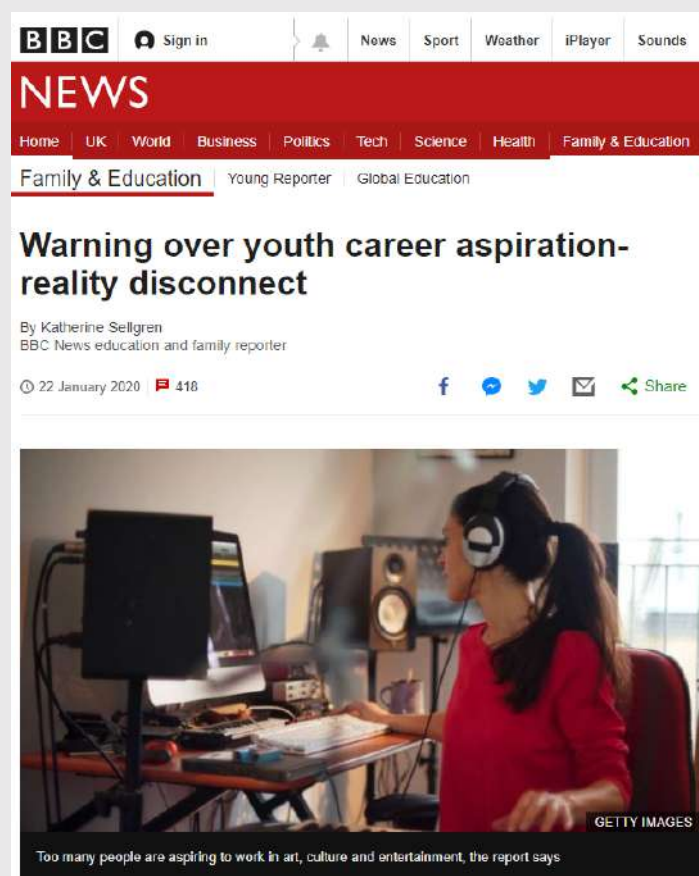 BBC Sign in News Sport Weather iPlayer Sounds
NEWS
Home UK World Business Politics Tech Science Health Family & Education
Family & Education Young Reporter Global Education
Warning over youth career aspiration-
reality disconnect
By Katherine Sellgren
BBC News education and family reporter
22 January 2020 418 Share
GETTY IMAGES
Too many people are aspiring to work in art, culture and entertainment, the report says